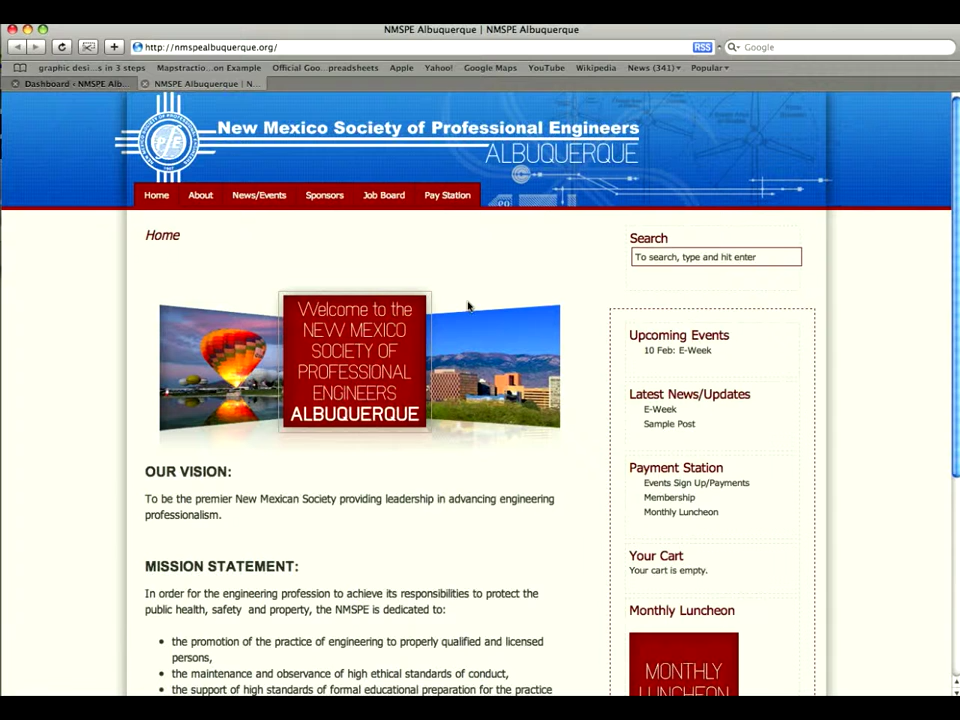 NMSPE Albuquerque | NMSPE Albuquerque
http://nmspealbuquerque.org/
RSS
Google
graphic desi...s in 3 steps Mapstraction...on Example Official Goo...preadsheets Apple Yahoo! Google Maps YouTube Wikipedia News (341) Popular
Dashboard ‹ NMSPE Alb...
NMSPE Albuquerque | N...
New Mexico Society of Professional Engineers
ALBUQUERQUE
Home About News/Events Sponsors Job Board Pay Station
Home
Welcome to the
NEW MEXICO
SOCIETY OF
PROFESSIONAL
ENGINEERS
ALBUQUERQUE
OUR VISION:
To be the premier New Mexican Society providing leadership in advancing engineering
professionalism.
MISSION STATEMENT:
In order for the engineering profession to achieve its responsibilities to protect the
public health, safety and property, the NMSPE is dedicated to:
• the promotion of the practice of engineering to properly qualified and licensed
persons,
• the maintenance and observance of high ethical standards of conduct,
• the support of high standards of formal educational preparation for the practice
Search
To search, type and hit enter
Upcoming Events
10 Feb: E-Week
Latest News/Updates
E-Week
Sample Post
Payment Station
Events Sign Up/Payments
Membership
Monthly Luncheon
Your Cart
Your cart is empty.
Monthly Luncheon
MONTHLY
LUNCHEON